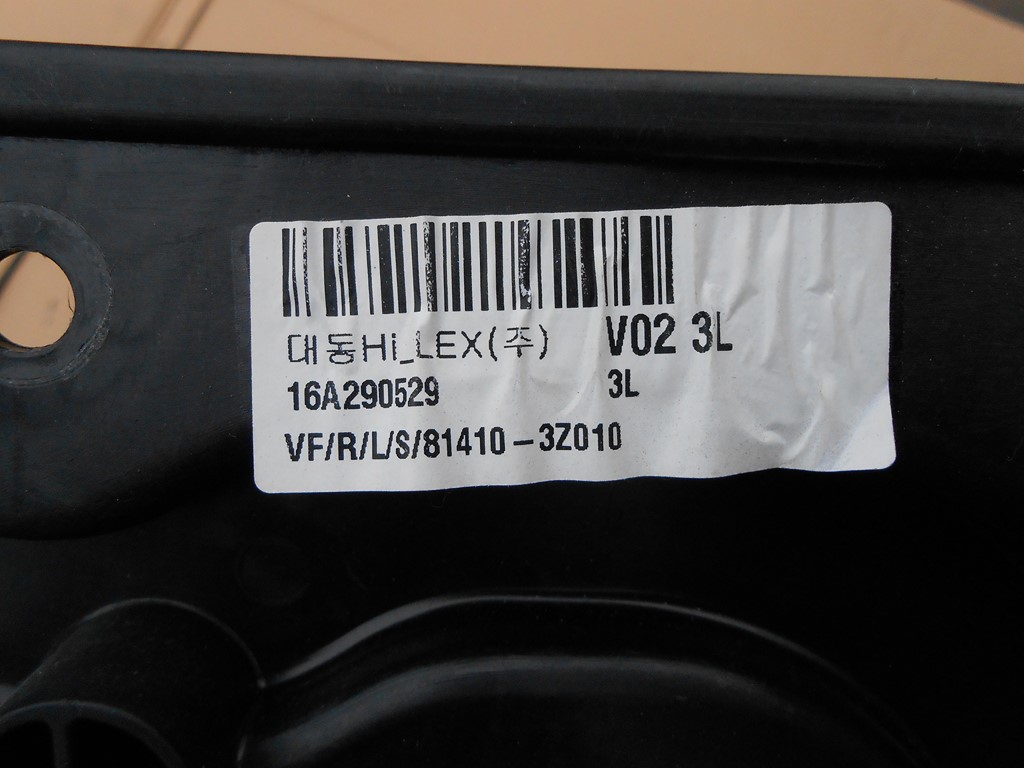 대동Hi_LEX(주) V02 3L
16A290529 3L
VF/R/L/S/81410-3Z010